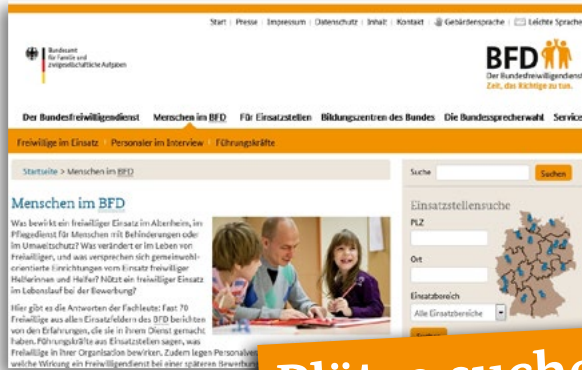 Start | Presse | Impressum | Datenschutz | Inhalt | Kontakt | Gebärdensprache | Leichte Sprache
Bundesamt
für Familie und
zivilgesellschaftliche Aufgaben
BFD
Der Bundesfreiwilligendienst
Zeit, das Richtige zu tun.
Der Bundesfreiwilligendienst Menschen im BFD Für Einsatzstellen Bildungszentren des Bundes Die Bundessprecherwahl Service
Freiwillige im Einsatz | Personaler im Interview | Führungskräfte
Startseite > Menschen im BFD
Menschen im BFD
Was bewirkt ein freiwilliger Einsatz im Altenheim, im
Pflegedienst für Menschen mit Behinderungen oder
im Umweltschutz? Was verändert er im Leben von
Freiwilligen, und was versprechen sich gemeinwohl-
orientierte Einrichtungen vom Einsatz freiwilliger
Helferinnen und Helfer? Nützt ein freiwilliger Einsatz
im Lebenslauf bei der Bewerbung?
Hier gibt es die Antworten der Fachleute: Fast 70
Freiwillige aus allen Einsatzfeldern des BFD berichten
von den Erfahrungen, die sie in ihrem Dienst gemacht
haben. Führungskräfte aus Einsatzstellen sagen, was
Freiwillige in ihrer Organisation bewirken. Zudem legen
welche Wirkung ein Freiwilligendienst bei einer späteren Bewerbung
Suche
Suchen
Einsatzstellensuche
PLZ
Ort
Einsatzbereich
Alle Einsatzbereiche